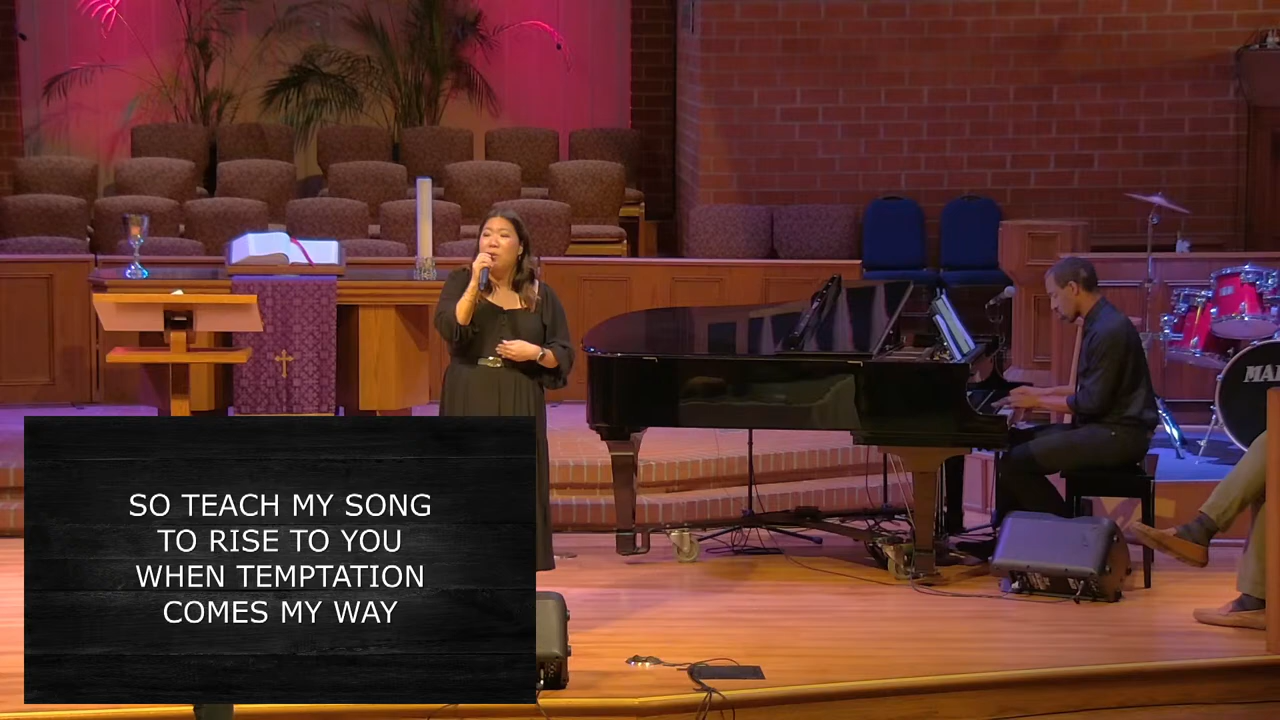 SO TEACH MY SONG
TO RISE TO YOU
WHEN TEMPTATION
COMES MY WAY